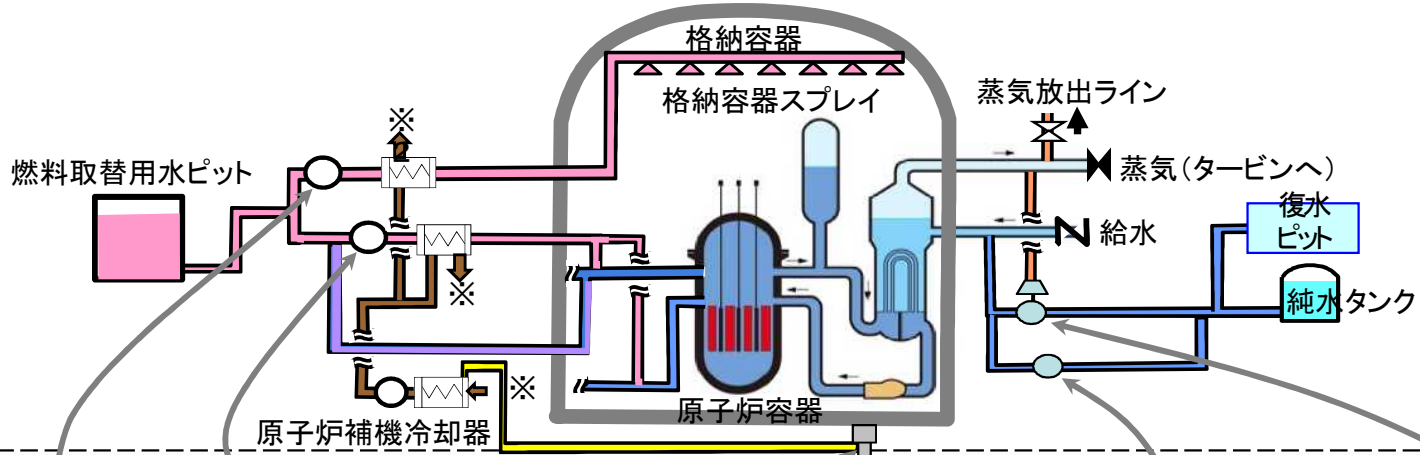 格納容器
格納容器スプレイ
蒸気放出ライン
※
燃料取替用水ピット
蒸気(タービンへ)
復水
ピット
給水
※
純水タンク
※
原子炉容器
原子炉補機冷却器